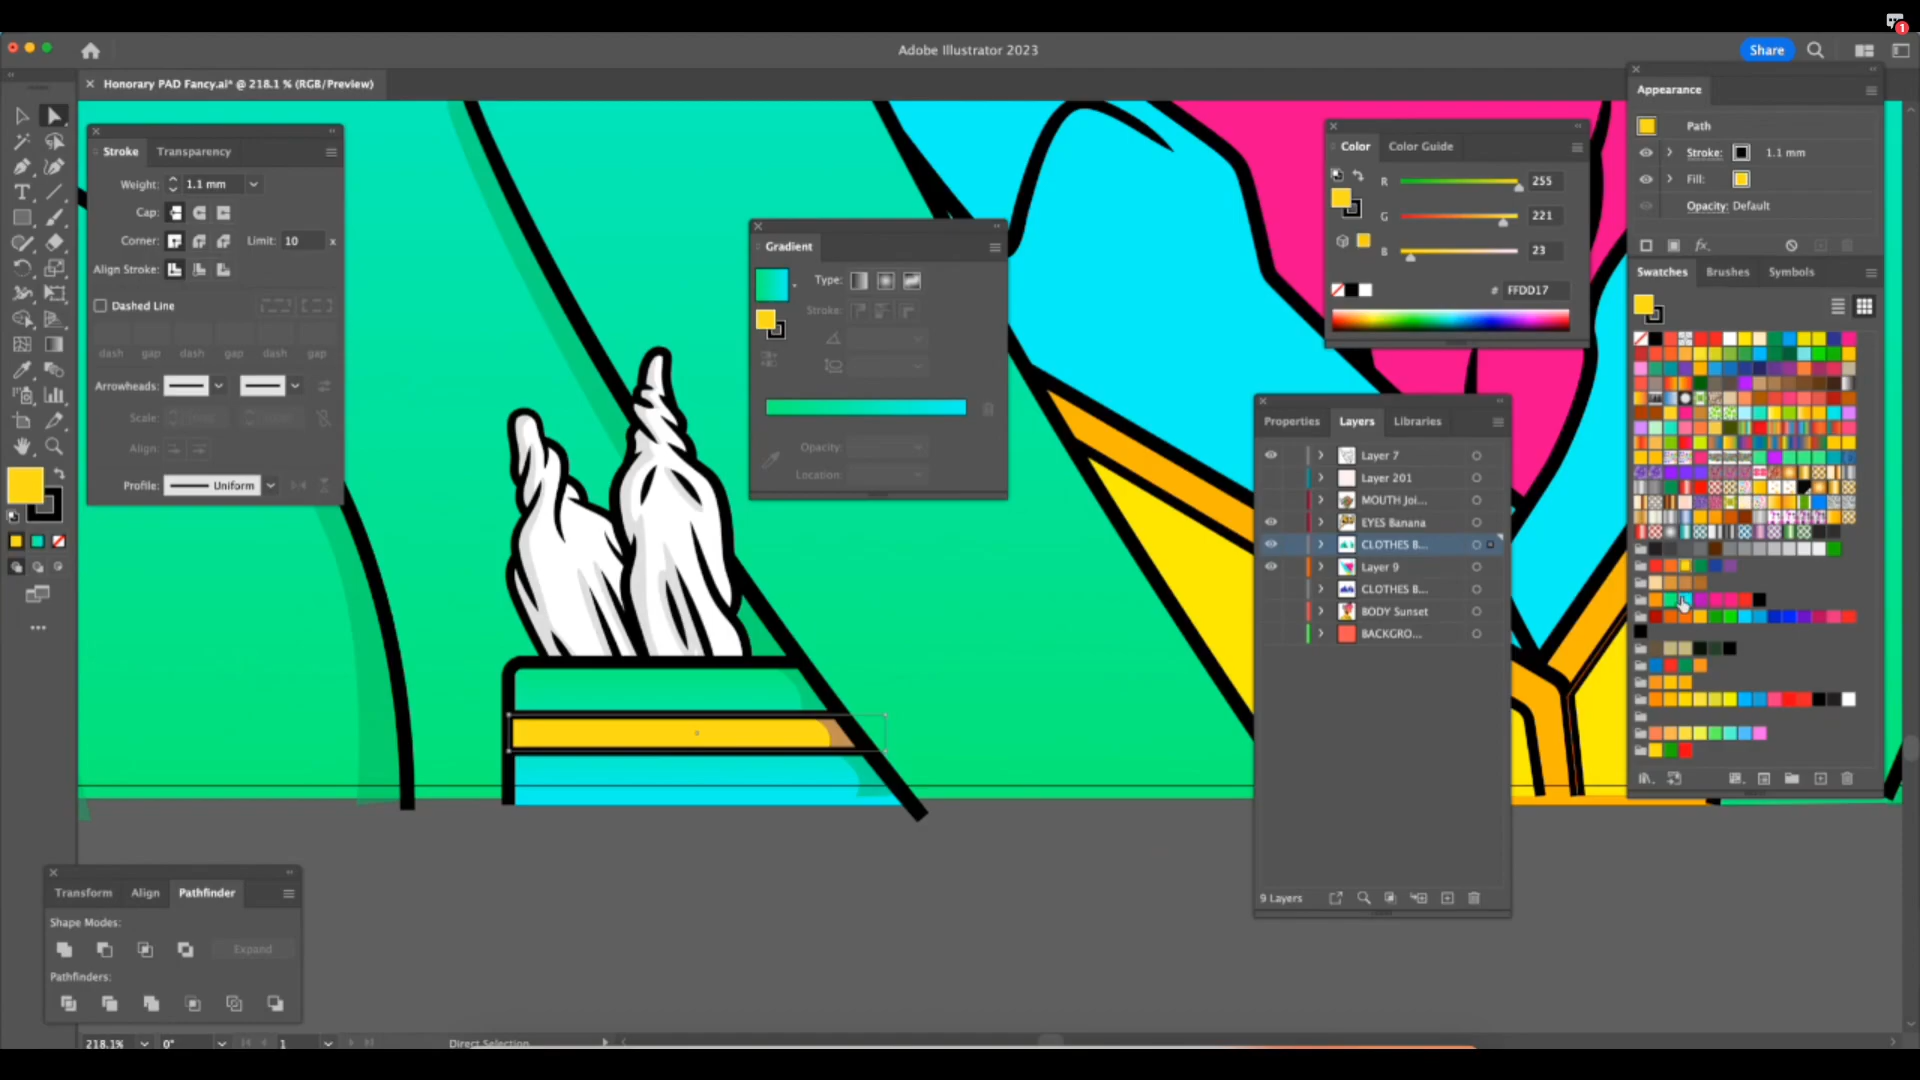 1
Adobe Illustrator 2023
Share
Honorary PAD Fancy.ai* @ 218.1 % (RGB/Preview)
Stroke
Transparency
Weight:
1.1 mm
Cap:
Corner:
Limit:
10
x
Align Stroke:
Dashed Line
dash
gap
dash
gap
dash
gap
Arrowheads:
Scale:
Align:
Profile:
Uniform
Gradient
Type:
Stroke:
Opacity:
Location:
Color
Color Guide
R
255
G
221
B
23
#
FFDD17
Appearance
Path
Stroke:
1.1 mm
Fill:
Opacity: Default
fx.
Swatches
Brushes
Symbols
Properties
Layers
Libraries
Layer 7
Layer 201
MOUTH Joi...
EYES Banana
CLOTHES B...
Layer 9
CLOTHES B...
BODY Sunset
BACKGRO...
9 Layers
Transform
Align
Pathfinder
Shape Modes:
Expand
Pathfinders:
218.1%
0°
1
Direct Selection